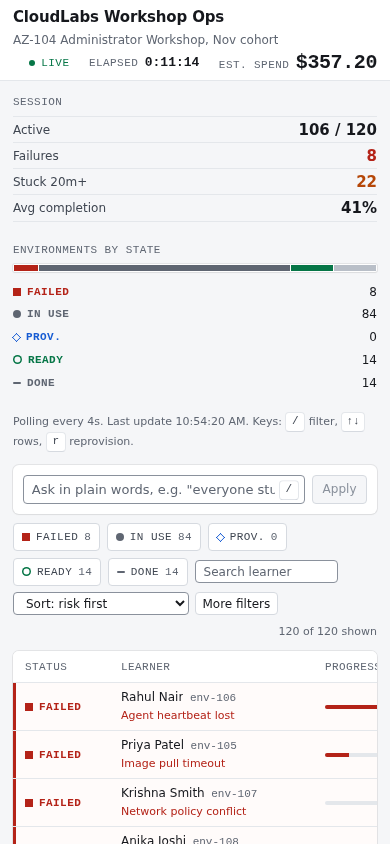 CloudLabs Workshop Ops
AZ-104 Administrator Workshop, Nov cohort
LIVE ELAPSED 0:11:14 EST. SPEND $357.20
SESSION
Active 106 / 120
Failures 8
Stuck 20m+ 22
Avg completion 41%
ENVIRONMENTS BY STATE
FAILED 8
IN USE 84
PROV. 0
READY 14
DONE 14
Polling every 4s. Last update 10:54:20 AM. Keys: / filter, ↑↓
rows, r reprovision.
Ask in plain words, e.g. "everyone stu / Apply
FAILED 8 IN USE 84 PROV. 0
READY 14 DONE 14 Search learner
Sort: risk first More filters
120 of 120 shown
STATUS LEARNER PROGRESS
FAILED Rahul Nair env-106
Agent heartbeat lost
FAILED Priya Patel env-105
Image pull timeout
FAILED Krishna Smith env-107
Network policy conflict
Anika Joshi env-108